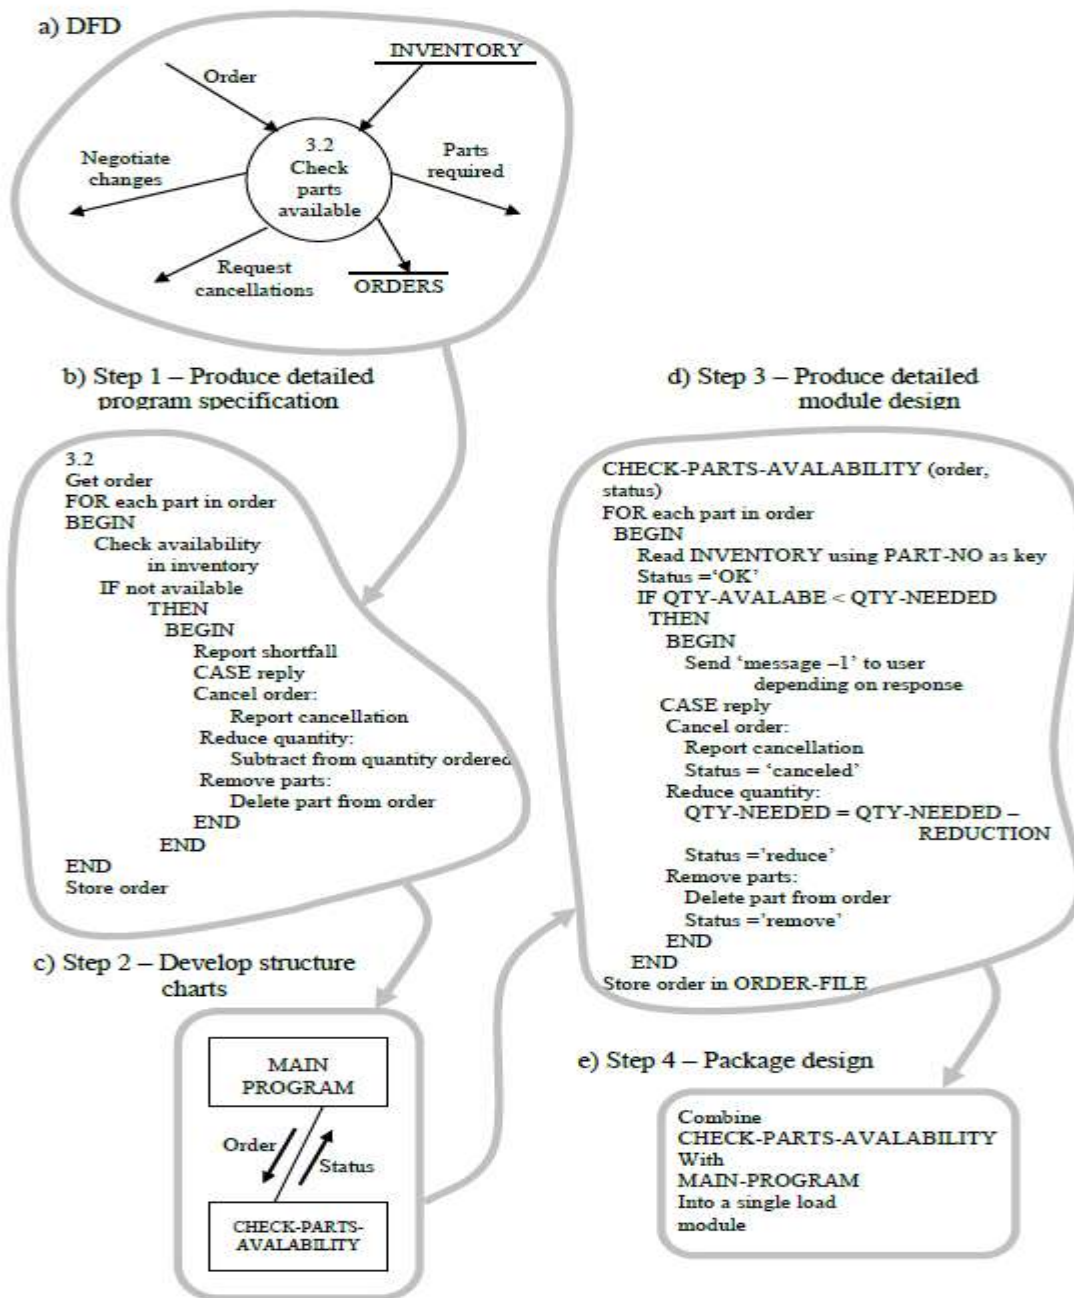 a) DFD
INVENTORY
Order
3.2
Check
parts
available
Negotiate
changes
Parts
required
Request
cancellations
ORDERS
b) Step 1 – Produce detailed
program specification
3.2
Get order
FOR each part in order
BEGIN
Check availability
in inventory
IF not available
THEN
BEGIN
Report shortfall
CASE reply
Cancel order:
Report cancellation
Reduce quantity:
Subtract from quantity ordered
Remove parts:
Delete part from order
END
END
END
Store order
c) Step 2 – Develop structure
charts
MAIN
PROGRAM
Order
Status
CHECK-PARTS-
AVALABILITY
d) Step 3 – Produce detailed
module design
CHECK-PARTS-AVALABILITY (order,
status)
FOR each part in order
BEGIN
Read INVENTORY using PART-NO as key
Status =‘OK’
IF QTY-AVALABE < QTY-NEEDED
THEN
BEGIN
Send ‘message –1’ to user
depending on response
CASE reply
Cancel order:
Report cancellation
Status = ‘canceled’
Reduce quantity:
QTY-NEEDED = QTY-NEEDED –
REDUCTION
Status =’reduce’
Remove parts:
Delete part from order
Status =’remove’
END
END
Store order in ORDER-FILE
e) Step 4 – Package design
Combine
CHECK-PARTS-AVALABILITY
With
MAIN-PROGRAM
Into a single load
module